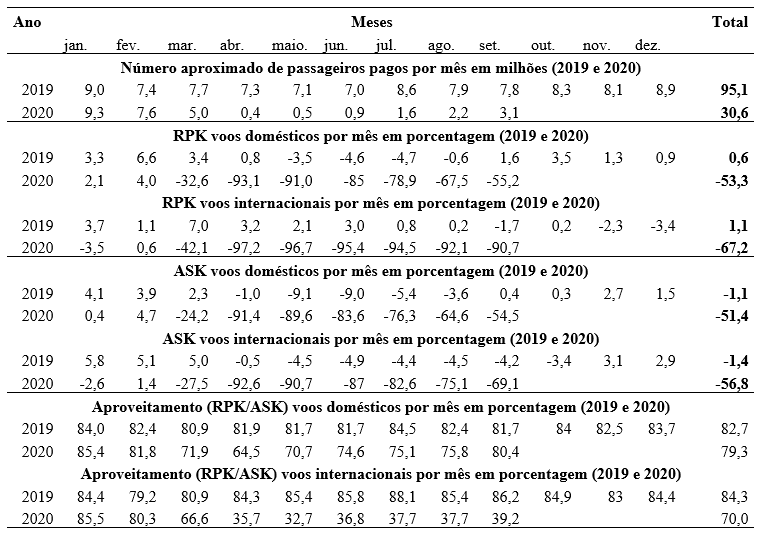 Ano Meses Total
jan. fev. mar. abr. maio. jun. jul. ago. set. out. nov. dez.
Número aproximado de passageiros pagos por mês em milhões (2019 e 2020)
2019 9,0 7,4 7,7 7,3 7,1 7,0 8,6 7,9 7,8 8,3 8,1 8,9 95,1
2020 9,3 7,6 5,0 0,4 0,5 0,9 1,6 2,2 3,1 30,6
RPK voos domésticos por mês em porcentagem (2019 e 2020)
2019 3,3 6,6 3,4 0,8 -3,5 -4,6 -4,7 -0,6 1,6 3,5 1,3 0,9 0,6
2020 2,1 4,0 -32,6 -93,1 -91,0 -85 -78,9 -67,5 -55,2 -53,3
RPK voos internacionais por mês em porcentagem (2019 e 2020)
2019 3,7 1,1 7,0 3,2 2,1 3,0 0,8 0,2 -1,7 0,2 -2,3 -3,4 1,1
2020 -3,5 0,6 -42,1 -97,2 -96,7 -95,4 -94,5 -92,1 -90,7 -67,2
ASK voos domésticos por mês em porcentagem (2019 e 2020)
2019 4,1 3,9 2,3 -1,0 -9,1 -9,0 -5,4 -3,6 0,4 0,3 2,7 1,5 -1,1
2020 0,4 4,7 -24,2 -91,4 -89,6 -83,6 -76,3 -64,6 -54,5 -51,4
ASK voos internacionais por mês em porcentagem (2019 e 2020)
2019 5,8 5,1 5,0 -0,5 -4,5 -4,9 -4,4 -4,5 -4,2 -3,4 3,1 2,9 -1,4
2020 -2,6 1,4 -27,5 -92,6 -90,7 -87 -82,6 -75,1 -69,1 -56,8
Aproveitamento (RPK/ASK) voos domésticos por mês em porcentagem (2019 e 2020)
2019 84,0 82,4 80,9 81,9 81,7 81,7 84,5 82,4 81,7 84 82,5 83,7 82,7
2020 85,4 81,8 71,9 64,5 70,7 74,6 75,1 75,8 80,4 79,3
Aproveitamento (RPK/ASK) voos internacionais por mês em porcentagem (2019 e 2020)
2019 84,4 79,2 80,9 84,3 85,4 85,8 88,1 85,4 86,2 84,9 83 84,4 84,3
2020 85,5 80,3 66,6 35,7 32,7 36,8 37,7 37,7 39,2 70,0